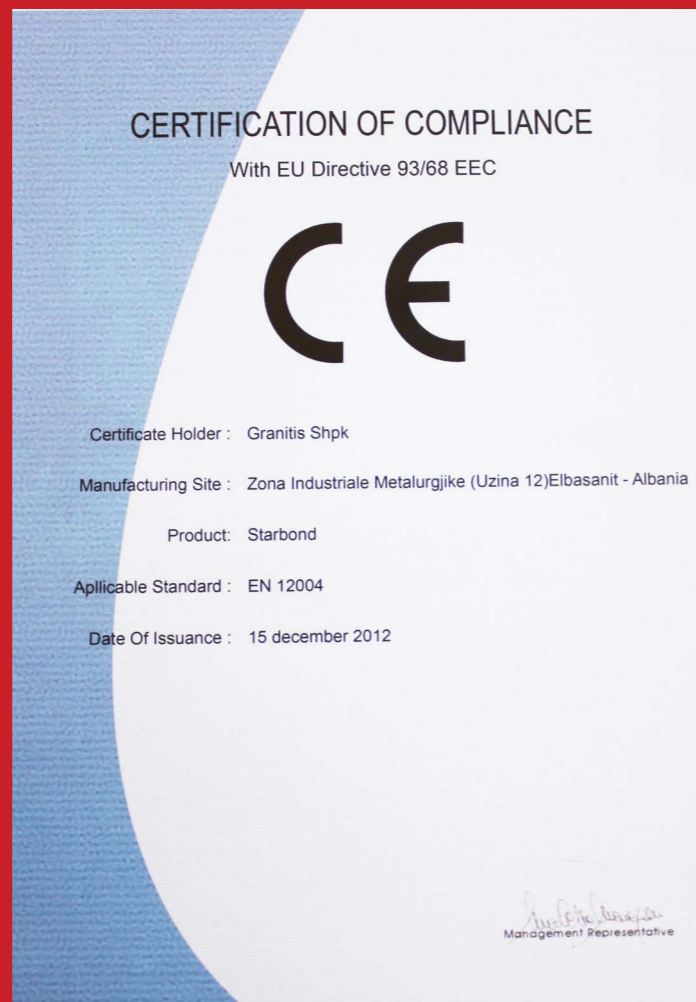 CERTIFICATION OF COMPLIANCE
With EU Directive 93/68 EEC
CE
Certificate Holder : Granitis Shpk
Manufacturing Site : Zona Industriale Metalurgjike (Uzina 12)Elbasanit - Albania
Product: Starbond
Apllicable Standard : EN 12004
Date Of Issuance : 15 december 2012
Management Representative